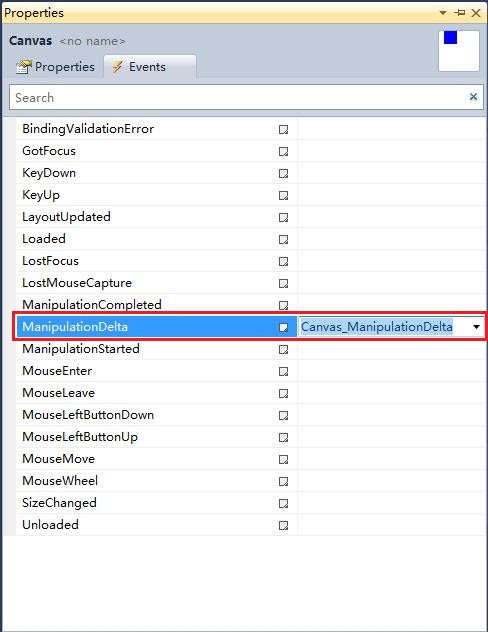 Properties
Canvas <no name>
Properties Events
Search
BindingValidationError
GotFocus
KeyDown
KeyUp
LayoutUpdated
Loaded
LostFocus
LostMouseCapture
ManipulationCompleted
ManipulationDelta Canvas_ManipulationDelta
ManipulationStarted
MouseEnter
MouseLeave
MouseLeftButtonDown
MouseLeftButtonUp
MouseMove
MouseWheel
SizeChanged
Unloaded